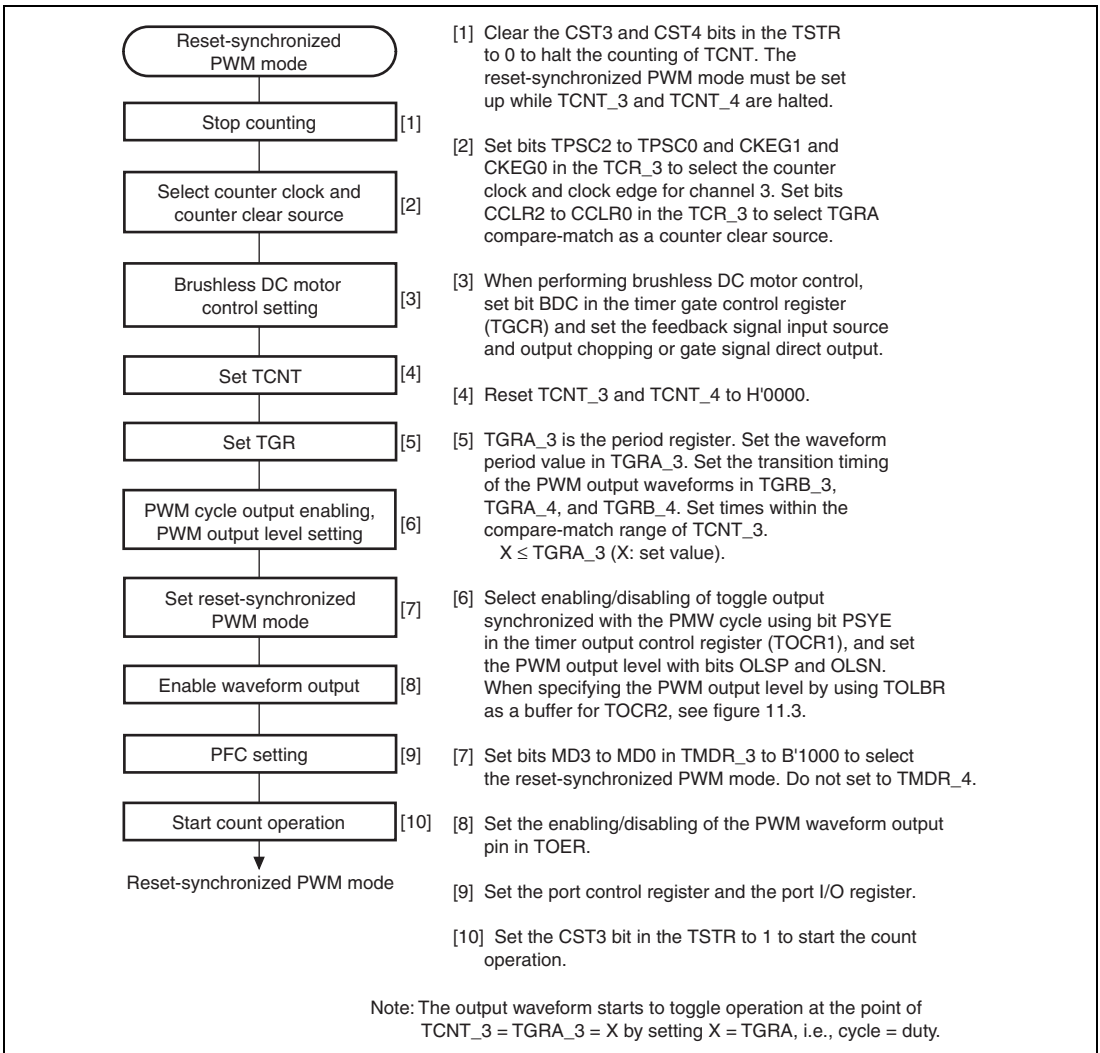 Reset-synchronized
PWM mode
Stop counting
[1]
Select counter clock and
counter clear source
[2]
Brushless DC motor
control setting
[3]
Set TCNT
[4]
Set TGR
[5]
PWM cycle output enabling,
PWM output level setting
[6]
Set reset-synchronized
PWM mode
[7]
Enable waveform output
[8]
PFC setting
[9]
Start count operation
[10]
Reset-synchronized PWM mode
[1] Clear the CST3 and CST4 bits in the TSTR
to 0 to halt the counting of TCNT. The
reset-synchronized PWM mode must be set
up while TCNT_3 and TCNT_4 are halted.
[2] Set bits TPSC2 to TPSC0 and CKEG1 and
CKEG0 in the TCR_3 to select the counter
clock and clock edge for channel 3. Set bits
CCLR2 to CCLR0 in the TCR_3 to select TGRA
compare-match as a counter clear source.
[3] When performing brushless DC motor control,
set bit BDC in the timer gate control register
(TGCR) and set the feedback signal input source
and output chopping or gate signal direct output.
[4] Reset TCNT_3 and TCNT_4 to H'0000.
[5] TGRA_3 is the period register. Set the waveform
period value in TGRA_3. Set the transition timing
of the PWM output waveforms in TGRB_3,
TGRA_4, and TGRB_4. Set times within the
compare-match range of TCNT_3.
X ≤ TGRA_3 (X: set value).
[6] Select enabling/disabling of toggle output
synchronized with the PMW cycle using bit PSYE
in the timer output control register (TOCR1), and set
the PWM output level with bits OLSP and OLSN.
When specifying the PWM output level by using TOLBR
as a buffer for TOCR2, see figure 11.3.
[7] Set bits MD3 to MD0 in TMDR_3 to B'1000 to select
the reset-synchronized PWM mode. Do not set to TMDR_4.
[8] Set the enabling/disabling of the PWM waveform output
pin in TOER.
[9] Set the port control register and the port I/O register.
[10] Set the CST3 bit in the TSTR to 1 to start the count
operation.
Note: The output waveform starts to toggle operation at the point of
TCNT_3 = TGRA_3 = X by setting X = TGRA, i.e., cycle = duty.